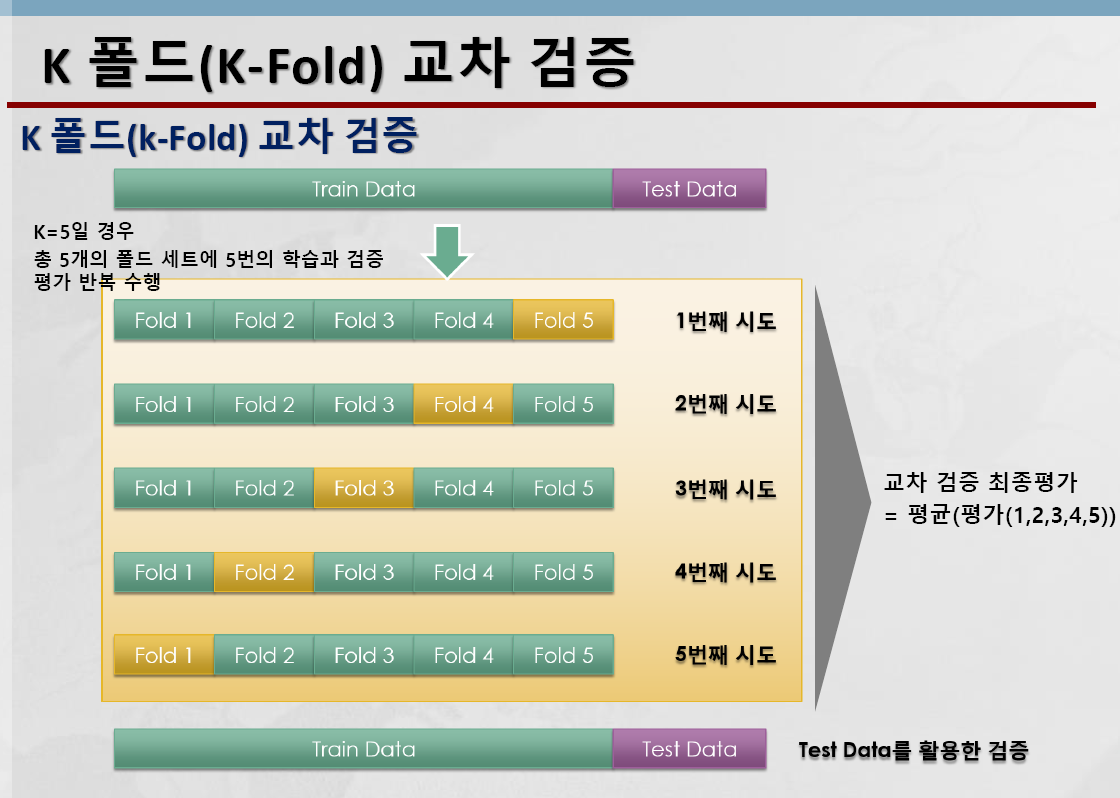 K 폴드(K-Fold) 교차 검증
K 폴드(k-Fold) 교차 검증
Train Data Test Data
K=5일 경우
총 5개의 폴드 세트에 5번의 학습과 검증
평가 반복 수행
Fold 1 Fold 2 Fold 3 Fold 4 Fold 5 1번째 시도
Fold 1 Fold 2 Fold 3 Fold 4 Fold 5 2번째 시도
Fold 1 Fold 2 Fold 3 Fold 4 Fold 5 3번째 시도
Fold 1 Fold 2 Fold 3 Fold 4 Fold 5 4번째 시도
Fold 1 Fold 2 Fold 3 Fold 4 Fold 5 5번째 시도
교차 검증 최종평가
= 평균(평가(1,2,3,4,5))
Train Data Test Data Test Data를 활용한 검증